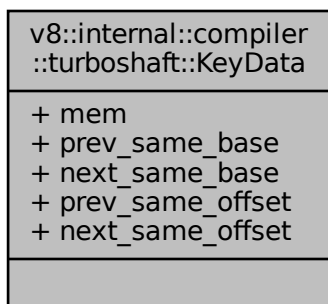 v8::internal::compiler
::turboshaft::KeyData
+ mem
+ prev_same_base
+ next_same_base
+ prev_same_offset
+ next_same_offset